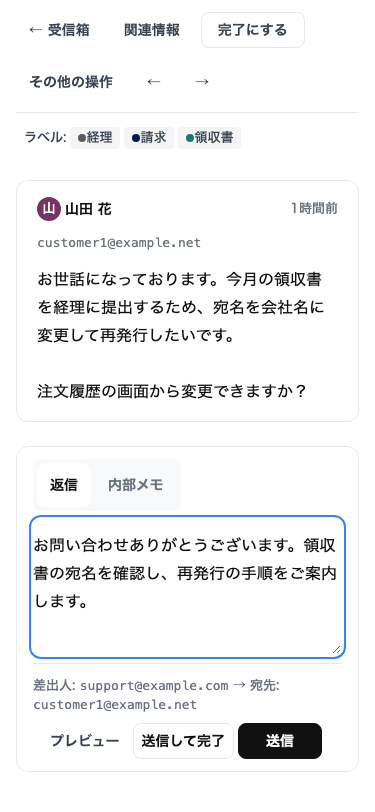 ← 受信箱 関連情報 完了にする
その他の操作 ← →
ラベル: 経理 請求 領収書
山 山田 花 1時間前
customer1@example.net
お世話になっております。今月の領収書
を経理に提出するため、宛名を会社名に
変更して再発行したいです。
注文履歴の画面から変更できますか？
返信 内部メモ
お問い合わせありがとうございます。領収
書の宛名を確認し、再発行の手順をご案内
します。
差出人: support@example.com → 宛先:
customer1@example.net
プレビュー 送信して完了 送信